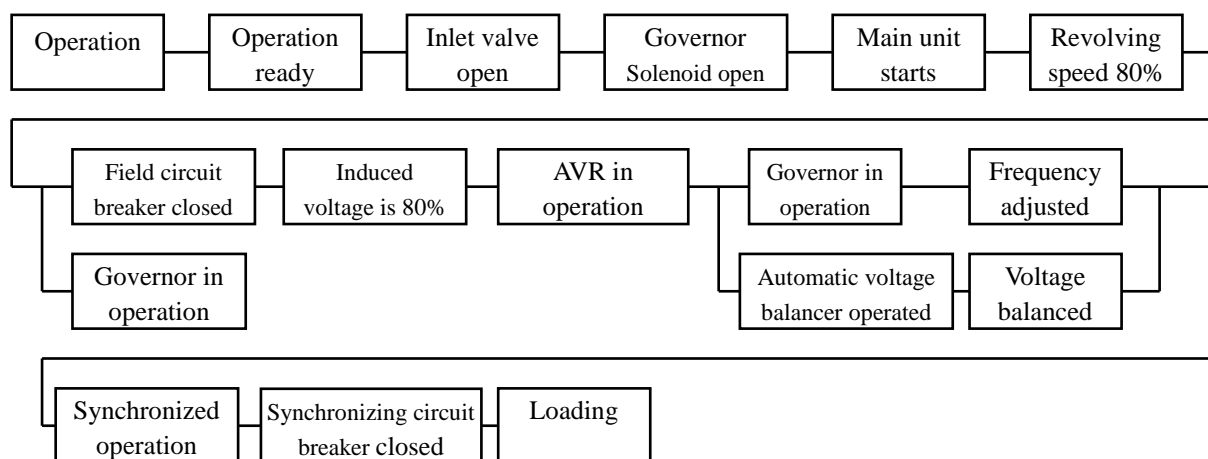 Operation
Operation
ready
Inlet valve
open
Governor
Solenoid open
Main unit
starts
Revolving
speed 80%
Field circuit
breaker closed
Induced
voltage is 80%
AVR in
operation
Governor in
operation
Frequency
adjusted
Governor in
operation
Automatic voltage
balancer operated
Voltage
balanced
Synchronized
operation
Synchronizing circuit
breaker closed
Loading